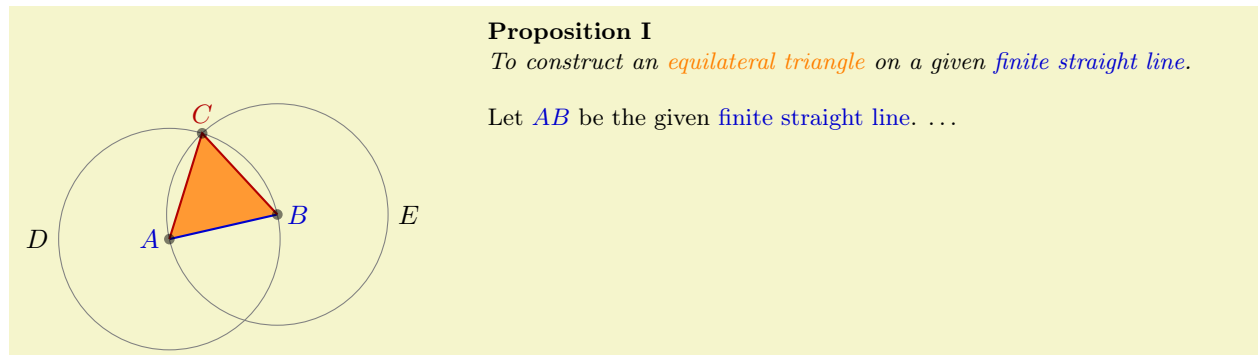 Proposition I
To construct an equilateral triangle on a given finite straight line.
Let AB be the given finite straight line. …
C
B
E
D
A